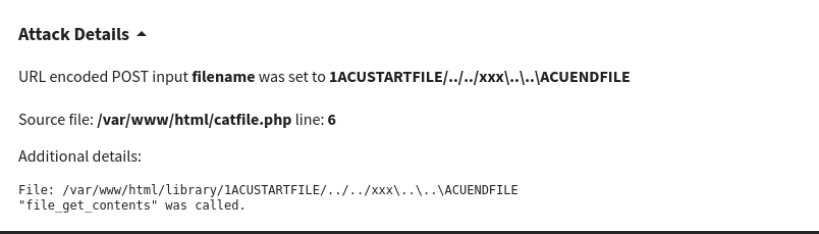 Attack Details
URL encoded POST input filename was set to 1ACUSTARTFILE/../../xxx\..\..\ACUENDFILE
Source file: /var/www/html/catfile.php line: 6
Additional details:
File: /var/www/html/library/1ACUSTARTFILE/../../xxx\..\..\ACUENDFILE
"file_get_contents" was called.